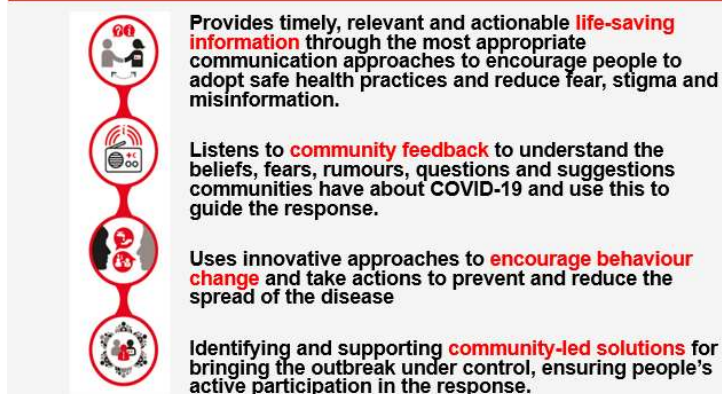 Provides timely, relevant and actionable life-saving
information through the most appropriate
communication approaches to encourage people to
adopt safe health practices and reduce fear, stigma and
misinformation.
Listens to community feedback to understand the
beliefs, fears, rumours, questions and suggestions
communities have about COVID-19 and use this to
guide the response.
Uses innovative approaches to encourage behaviour
change and take actions to prevent and reduce the
spread of the disease
Identifying and supporting community-led solutions for
bringing the outbreak under control, ensuring people's
active participation in the response.